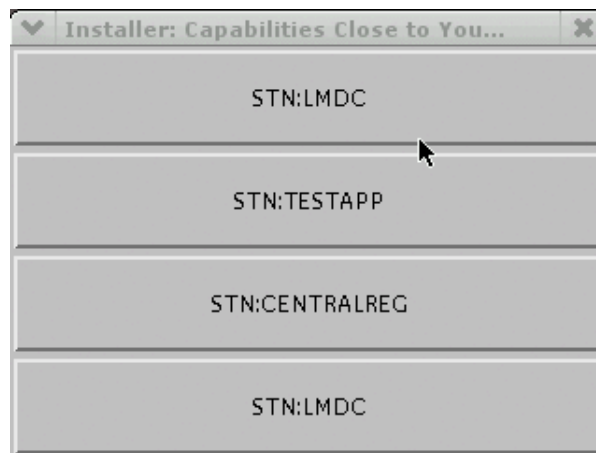 Installer: Capabilities Close to You...
STN:LMDC
STN:TESTAPP
STN:CENTRALREG
STN:LMDC